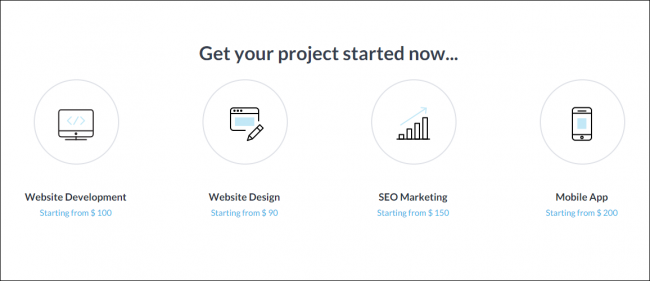 Get your project started now...
Website Development
Starting from $ 100
Website Design
Starting from $ 90
SEO Marketing
Starting from $ 150
Mobile App
Starting from $ 200